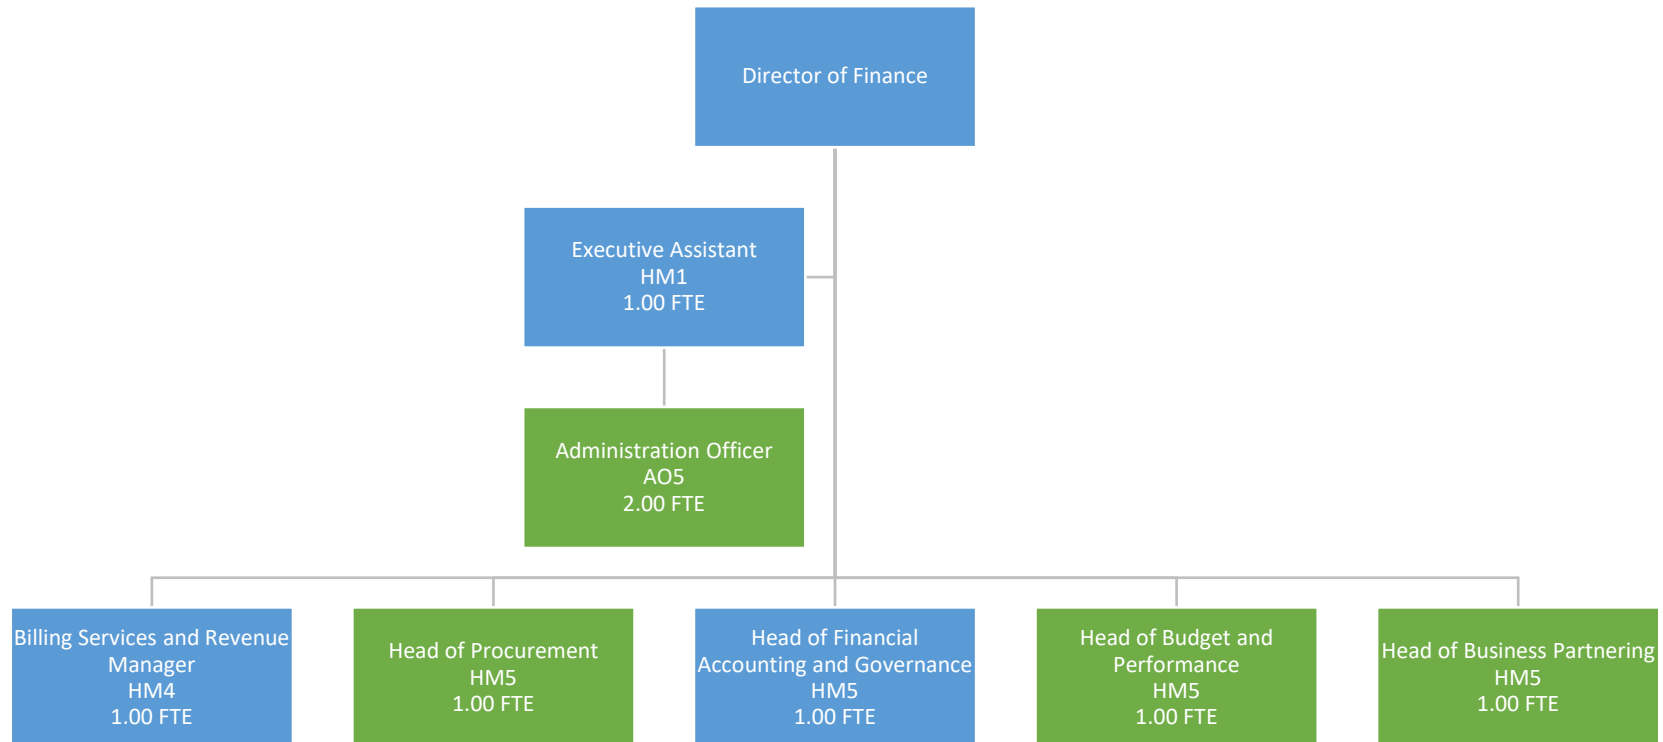 Director of Finance
Executive Assistant
HM1
1.00 FTE
Administration Officer
AO5
2.00 FTE
Billing Services and Revenue
Manager
HM4
1.00 FTE
Head of Procurement
HM5
1.00 FTE
Head of Financial
Accounting and Governance
HM5
1.00 FTE
Head of Budget and
Performance
HM5
1.00 FTE
Head of Business Partnering
HM5
1.00 FTE